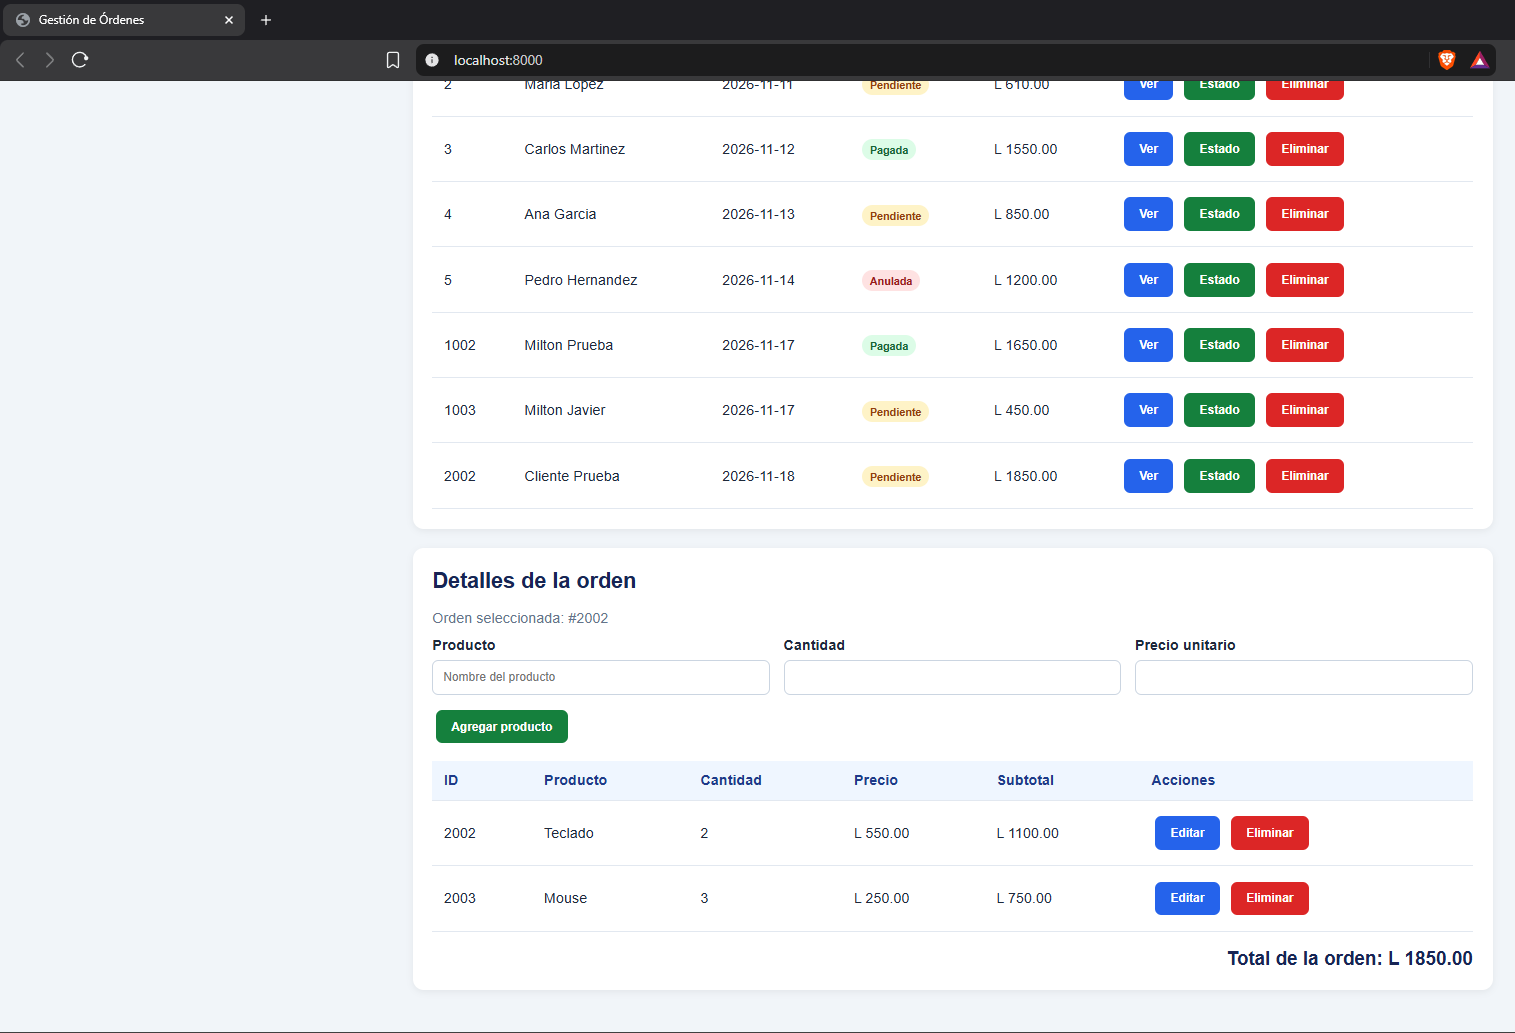 Gestión de Órdenes
localhost:8000
2 Maria Lopez 2026-11-11 Pendiente L 610.00 Ver Estado Eliminar
3 Carlos Martinez 2026-11-12 Pagada L 1550.00 Ver Estado Eliminar
4 Ana Garcia 2026-11-13 Pendiente L 850.00 Ver Estado Eliminar
5 Pedro Hernandez 2026-11-14 Anulada L 1200.00 Ver Estado Eliminar
1002 Milton Prueba 2026-11-17 Pagada L 1650.00 Ver Estado Eliminar
1003 Milton Javier 2026-11-17 Pendiente L 450.00 Ver Estado Eliminar
2002 Cliente Prueba 2026-11-18 Pendiente L 1850.00 Ver Estado Eliminar
Detalles de la orden
Orden seleccionada: #2002
Producto Cantidad Precio unitario
Nombre del producto
Agregar producto
ID Producto Cantidad Precio Subtotal Acciones
2002 Teclado 2 L 550.00 L 1100.00 Editar Eliminar
2003 Mouse 3 L 250.00 L 750.00 Editar Eliminar
Total de la orden: L 1850.00